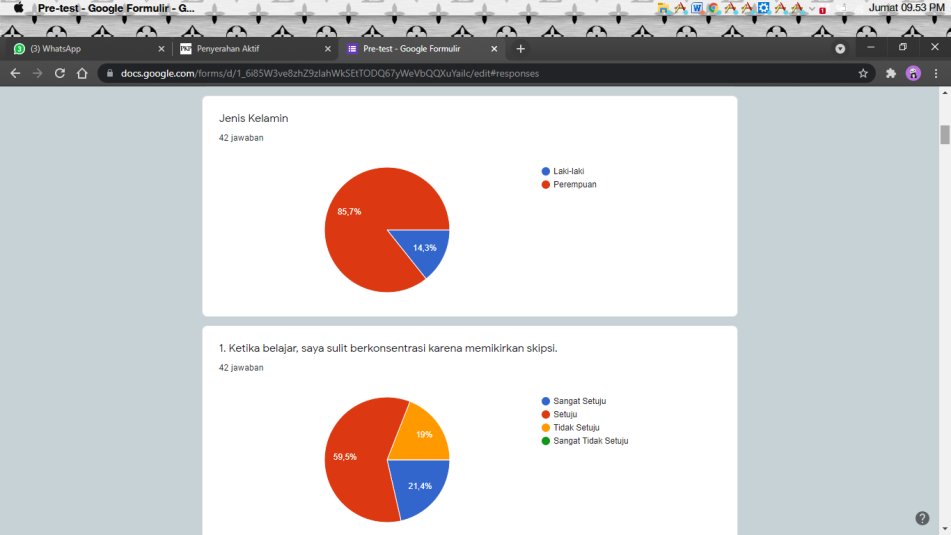 Pre-test - Google Formulir - G...
Jumat 09.53 PM
(3) WhatsApp
PKP Penyerahan Aktif
Pre-test - Google Formulir
docs.google.com/forms/d/1_6i85W3ve8zhZ9zIahWkSEtTODQ67yWeVbQQXuYailc/edit#responses
Jenis Kelamin
42 jawaban
Laki-laki
Perempuan
85,7%
14,3%
1. Ketika belajar, saya sulit berkonsentrasi karena memikirkan skipsi.
42 jawaban
Sangat Setuju
Setuju
Tidak Setuju
Sangat Tidak Setuju
19%
59,5%
21,4%